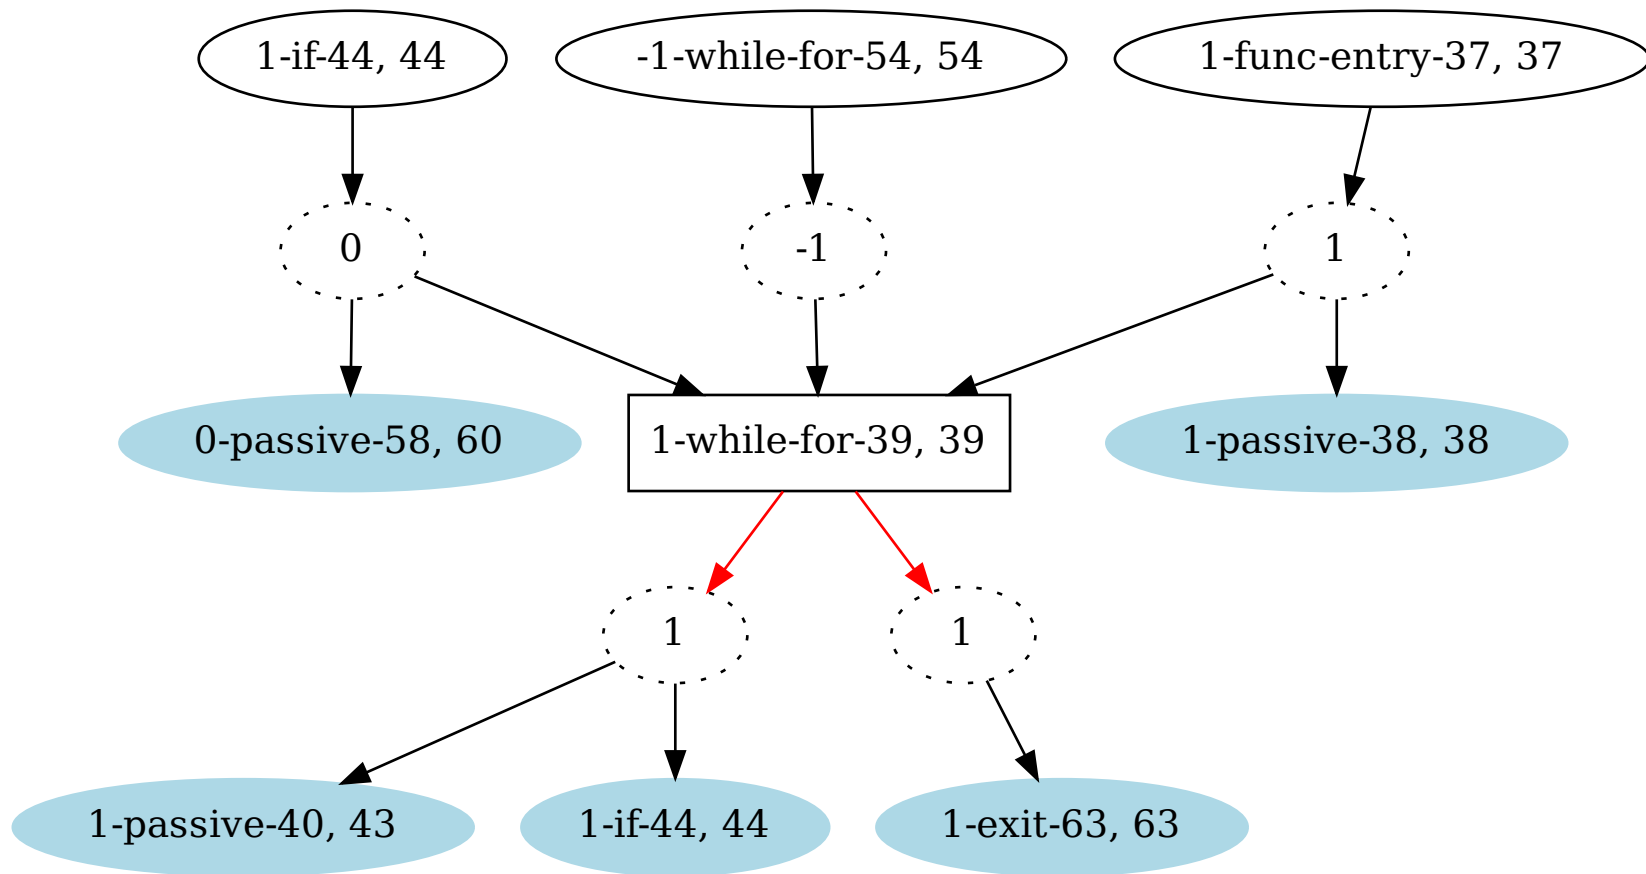 1-if-44, 44
-1-while-for-54, 54
1-func-entry-37, 37
0
-1
1
0-passive-58, 60
1-while-for-39, 39
1-passive-38, 38
1
1
1-passive-40, 43
1-if-44, 44
1-exit-63, 63